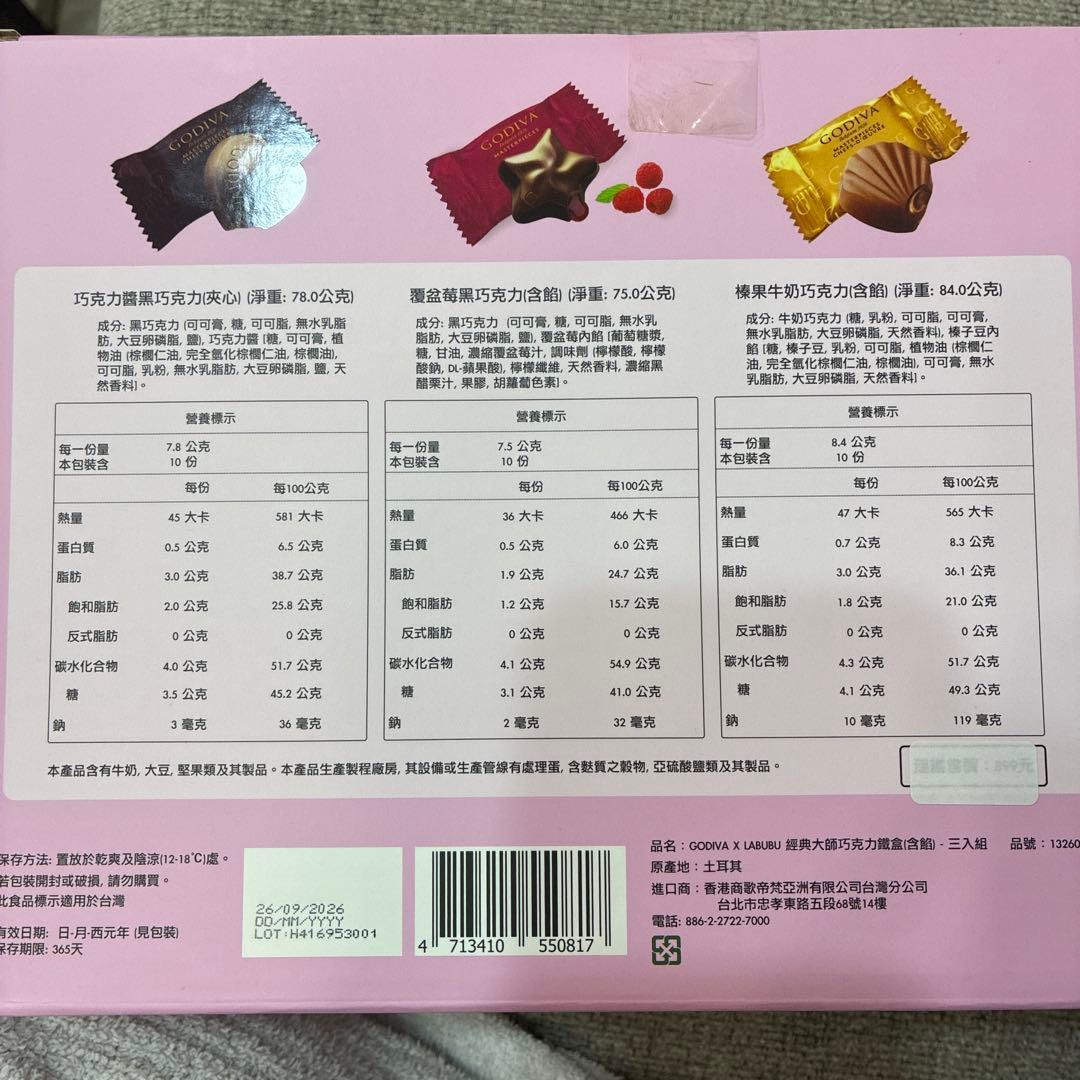 GODIVA
Belgium 1926
MASTERPIECES
CHEFS-D'ŒUVRE
GODIVA
Belgium 1926
MASTERPIECES
GODIVA
Belgium 1926
MASTERPIECES
CHEFS-D'ŒUVRE
巧克力醬黑巧克力(夾心) (淨重: 78.0公克)
成分: 黑巧克力 (可可膏, 糖, 可可脂, 無水乳脂
肪, 大豆卵磷脂, 鹽), 巧克力醬 [糖, 可可膏, 植
物油 (棕櫚仁油, 完全氫化棕櫚仁油, 棕櫚油),
可可脂, 乳粉, 無水乳脂肪, 大豆卵磷脂, 鹽, 天
然香料]。
營養標示
每一份量 7.8 公克
本包裝含 10 份
每份 每100公克
熱量 45 大卡 581 大卡
蛋白質 0.5 公克 6.5 公克
脂肪 3.0 公克 38.7 公克
飽和脂肪 2.0 公克 25.8 公克
反式脂肪 0 公克 0 公克
碳水化合物 4.0 公克 51.7 公克
糖 3.5 公克 45.2 公克
鈉 3 毫克 36 毫克
覆盆莓黑巧克力(含餡) (淨重: 75.0公克)
成分: 黑巧克力 (可可膏, 糖, 可可脂, 無水乳
脂肪, 大豆卵磷脂, 鹽), 覆盆莓內餡 [葡萄糖漿,
糖, 甘油, 濃縮覆盆莓汁, 調味劑 (檸檬酸, 檸檬
酸鈉, DL-蘋果酸), 檸檬纖維, 天然香料, 濃縮黑
醋栗汁, 果膠, 胡蘿蔔色素]。
營養標示
每一份量 7.5 公克
本包裝含 10 份
每份 每100公克
熱量 36 大卡 466 大卡
蛋白質 0.5 公克 6.0 公克
脂肪 1.9 公克 24.7 公克
飽和脂肪 1.2 公克 15.7 公克
反式脂肪 0 公克 0 公克
碳水化合物 4.1 公克 54.9 公克
糖 3.1 公克 41.0 公克
鈉 2 毫克 32 毫克
榛果牛奶巧克力(含餡) (淨重: 84.0公克)
成分: 牛奶巧克力 (糖, 乳粉, 可可脂, 可可膏,
無水乳脂肪, 大豆卵磷脂, 天然香料), 榛子豆內
餡 [糖, 榛子豆, 乳粉, 可可脂, 植物油 (棕櫚仁
油, 完全氫化棕櫚仁油, 棕櫚油), 可可膏, 無水
乳脂肪, 大豆卵磷脂, 天然香料]。
營養標示
每一份量 8.4 公克
本包裝含 10 份
每份 每100公克
熱量 47 大卡 565 大卡
蛋白質 0.7 公克 8.3 公克
脂肪 3.0 公克 36.1 公克
飽和脂肪 1.8 公克 21.0 公克
反式脂肪 0 公克 0 公克
碳水化合物 4.3 公克 51.7 公克
糖 4.1 公克 49.3 公克
鈉 10 毫克 119 毫克
本產品含有牛奶, 大豆, 堅果類及其製品。本產品生產製程廠房, 其設備或生產管線有處理蛋, 含麩質之穀物, 亞硫酸鹽類及其製品。
建議售價：899元
保存方法: 置放於乾爽及陰涼(12-18℃)處。
若包裝開封或破損, 請勿購買。
此食品標示適用於台灣
有效日期: 日-月-西元年 (見包裝)
保存期限: 365天
26/09/2026
DD/MM/YYYY
LOT:H416953001
4 713410 550817
品名：GODIVA X LABUBU 經典大師巧克力鐵盒(含餡) - 三入組 品號：13260
原產地：土耳其
進口商：香港商歌帝梵亞洲有限公司台灣分公司
台北市忠孝東路五段68號14樓
電話: 886-2-2722-7000